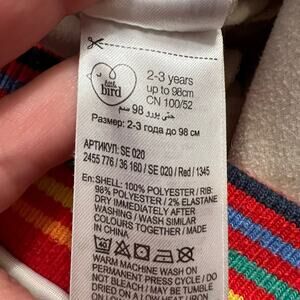 little
bird
2-3 years
up to 98cm
CN 100/52
حتى يورو 98 سم
Размер: 2-3 года до 98 см
АРТИКУЛ: SE 020
2455 776 / 36 160 / SE 020 / Red / 1345
En: SHELL: 100% POLYESTER / RIB:
98% POLYESTER / 2% ELASTANE
DRY IMMEDIATELY AFTER
WASHING / WASH SIMILAR
COLOURS TOGETHER / MADE
IN CHINA
WARM MACHINE WASH ON
PERMANENT PRESS CYCLE / DO
NOT BLEACH / MAY BE TUMBLE
DRIED ON A LOW HEAT / IRON